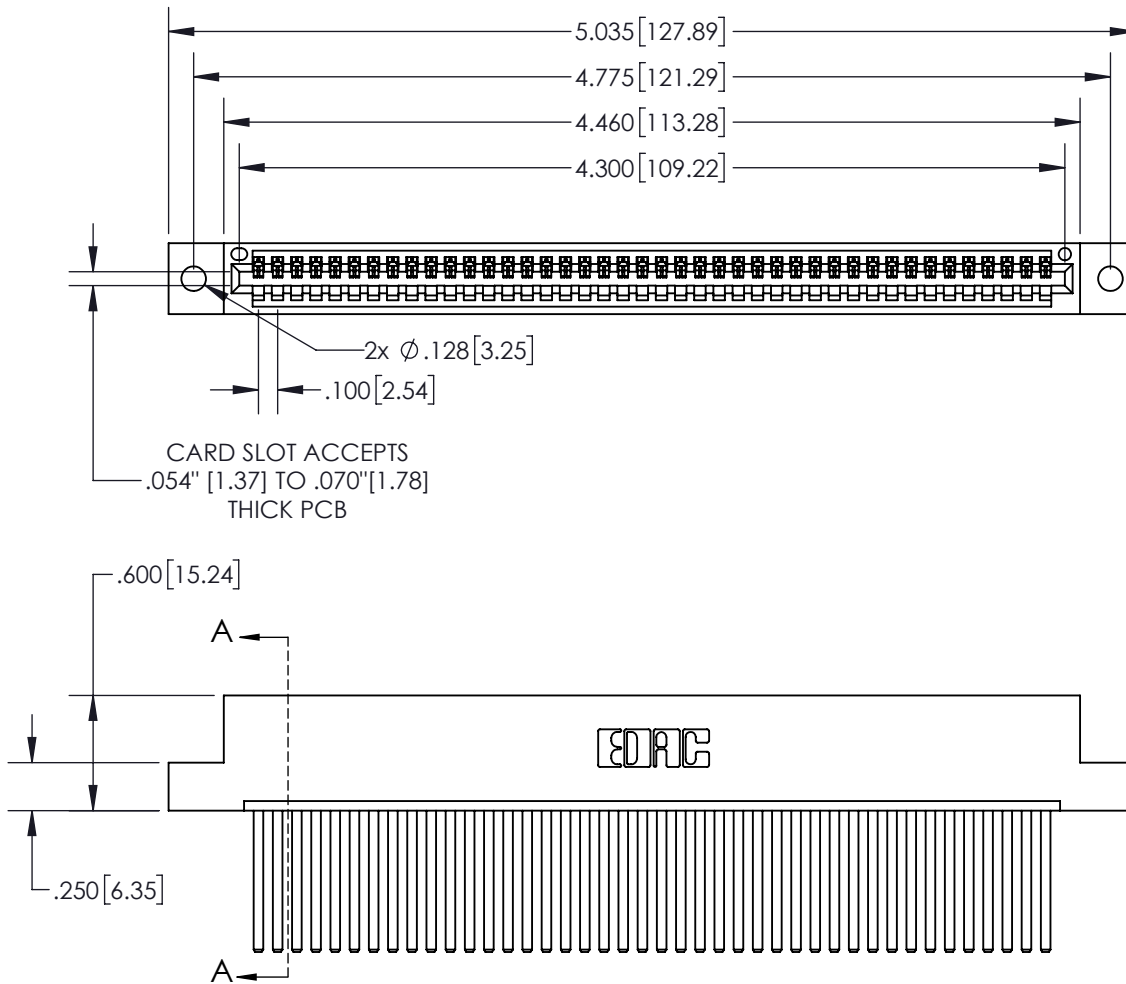 5.035[127.89]
4.775[121.29]
4.460[113.28]
4.300[109.22]
2x Ø.128[3.25]
.100[2.54]
CARD SLOT ACCEPTS
.054" [1.37] TO .070"[1.78]
THICK PCB
.600[15.24]
A
EDAC
.250[6.35]
A